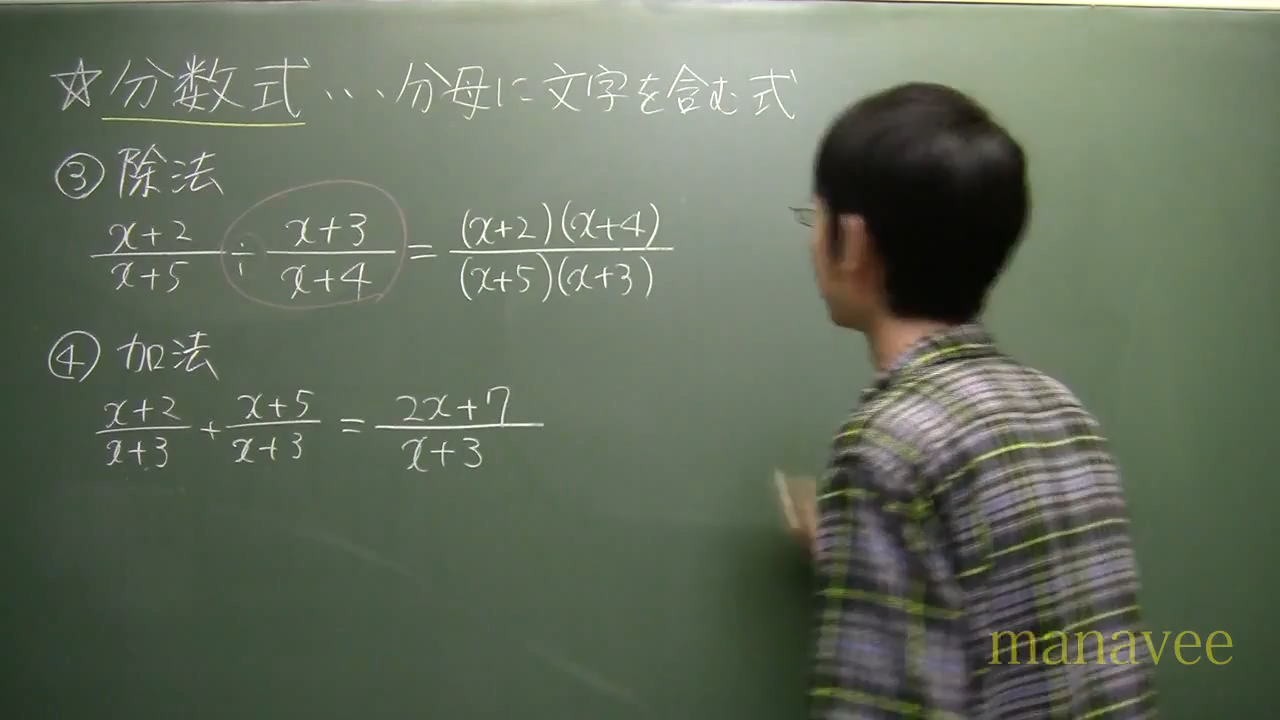 ☆分数式…分母に文字を含む式
③ 除法
x+2/x+5 ÷ x+3/x+4 = (x+2)(x+4)/(x+5)(x+3)
④ 加法
x+2/x+3 + x+5/x+3 = 2x+7/x+3
manavee